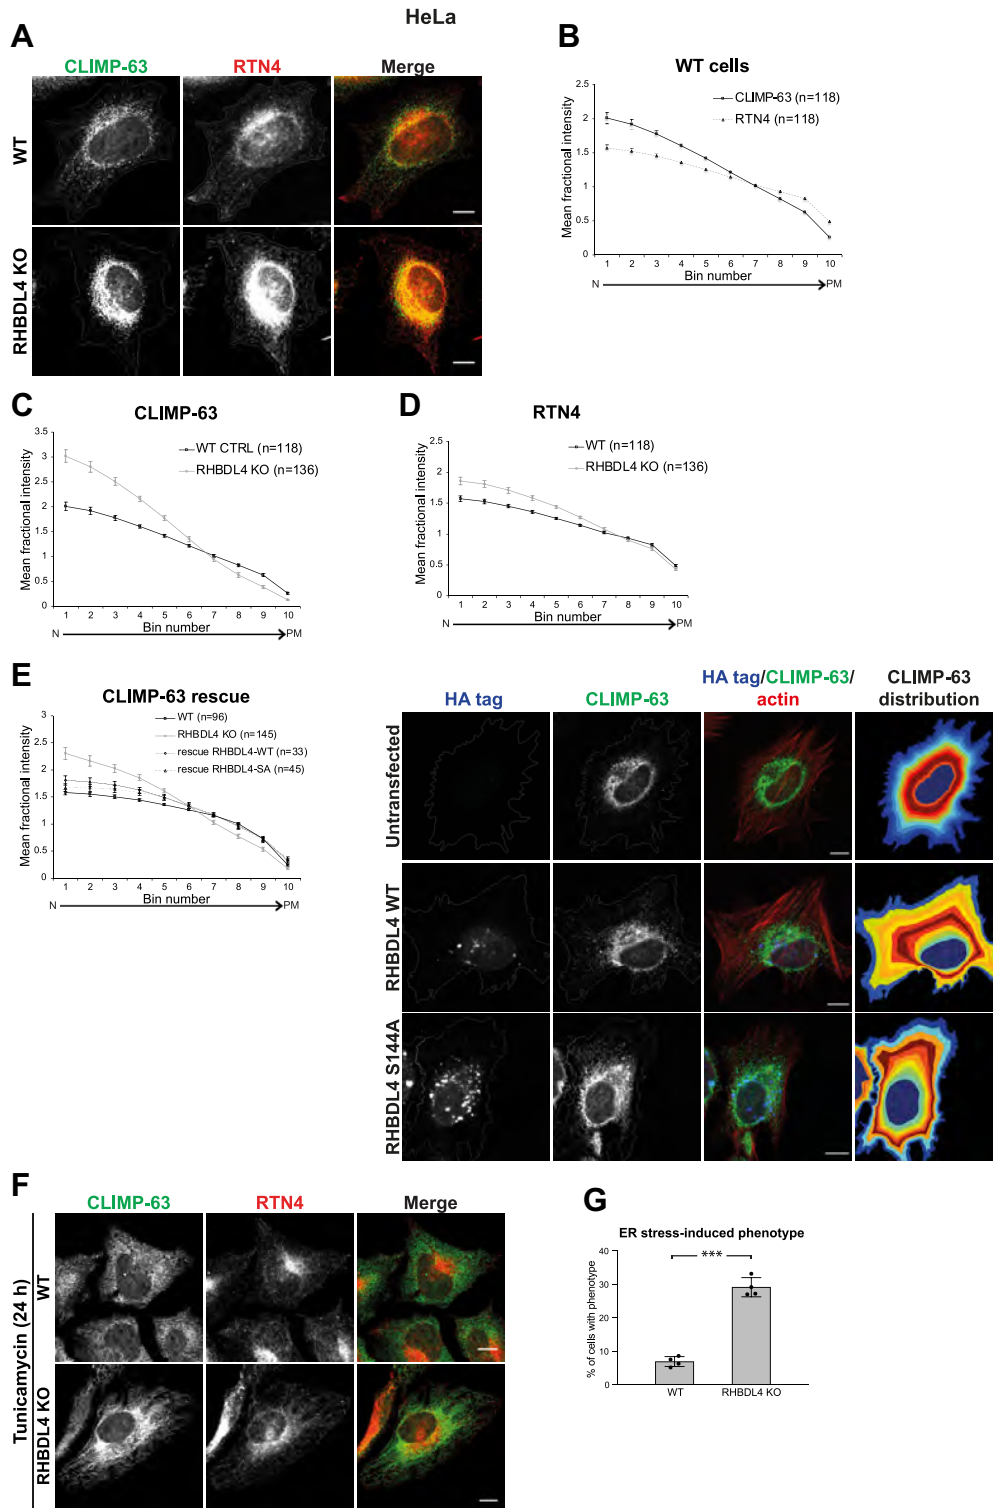 HeLa
A
CLIMP-63
RTN4
Merge
WT
RHBDL4 KO
B
WT cells
CLIMP-63 (n=118)
RTN4 (n=118)
Mean fractional intensity
2.5
2
1.5
1
0.5
0
1 2 3 4 5 6 7 8 9 10
Bin number
N
PM
C
CLIMP-63
WT CTRL (n=118)
RHBDL4 KO (n=136)
Mean fractional intensity
3.5
3
2.5
2
1.5
1
0.5
0
1 2 3 4 5 6 7 8 9 10
Bin number
N
PM
D
RTN4
WT (n=118)
RHBDL4 KO (n=136)
Mean fractional intensity
2.5
2
1.5
1
0.5
0
1 2 3 4 5 6 7 8 9 10
Bin number
N
PM
E
CLIMP-63 rescue
WT (n=96)
RHBDL4 KO (n=145)
rescue RHBDL4-WT (n=33)
rescue RHBDL4-SA (n=45)
Mean fractional intensity
3
2.5
2
1.5
1
0.5
0
1 2 3 4 5 6 7 8 9 10
Bin number
N
PM
HA tag
CLIMP-63
HA tag/CLIMP-63/
actin
CLIMP-63
distribution
Untransfected
RHBDL4 WT
RHBDL4 S144A
F
CLIMP-63
RTN4
Merge
Tunicamycin (24 h)
WT
RHBDL4 KO
G
ER stress-induced phenotype
***
% of cells with phenotype
40
30
20
10
0
WT
RHBDL4 KO